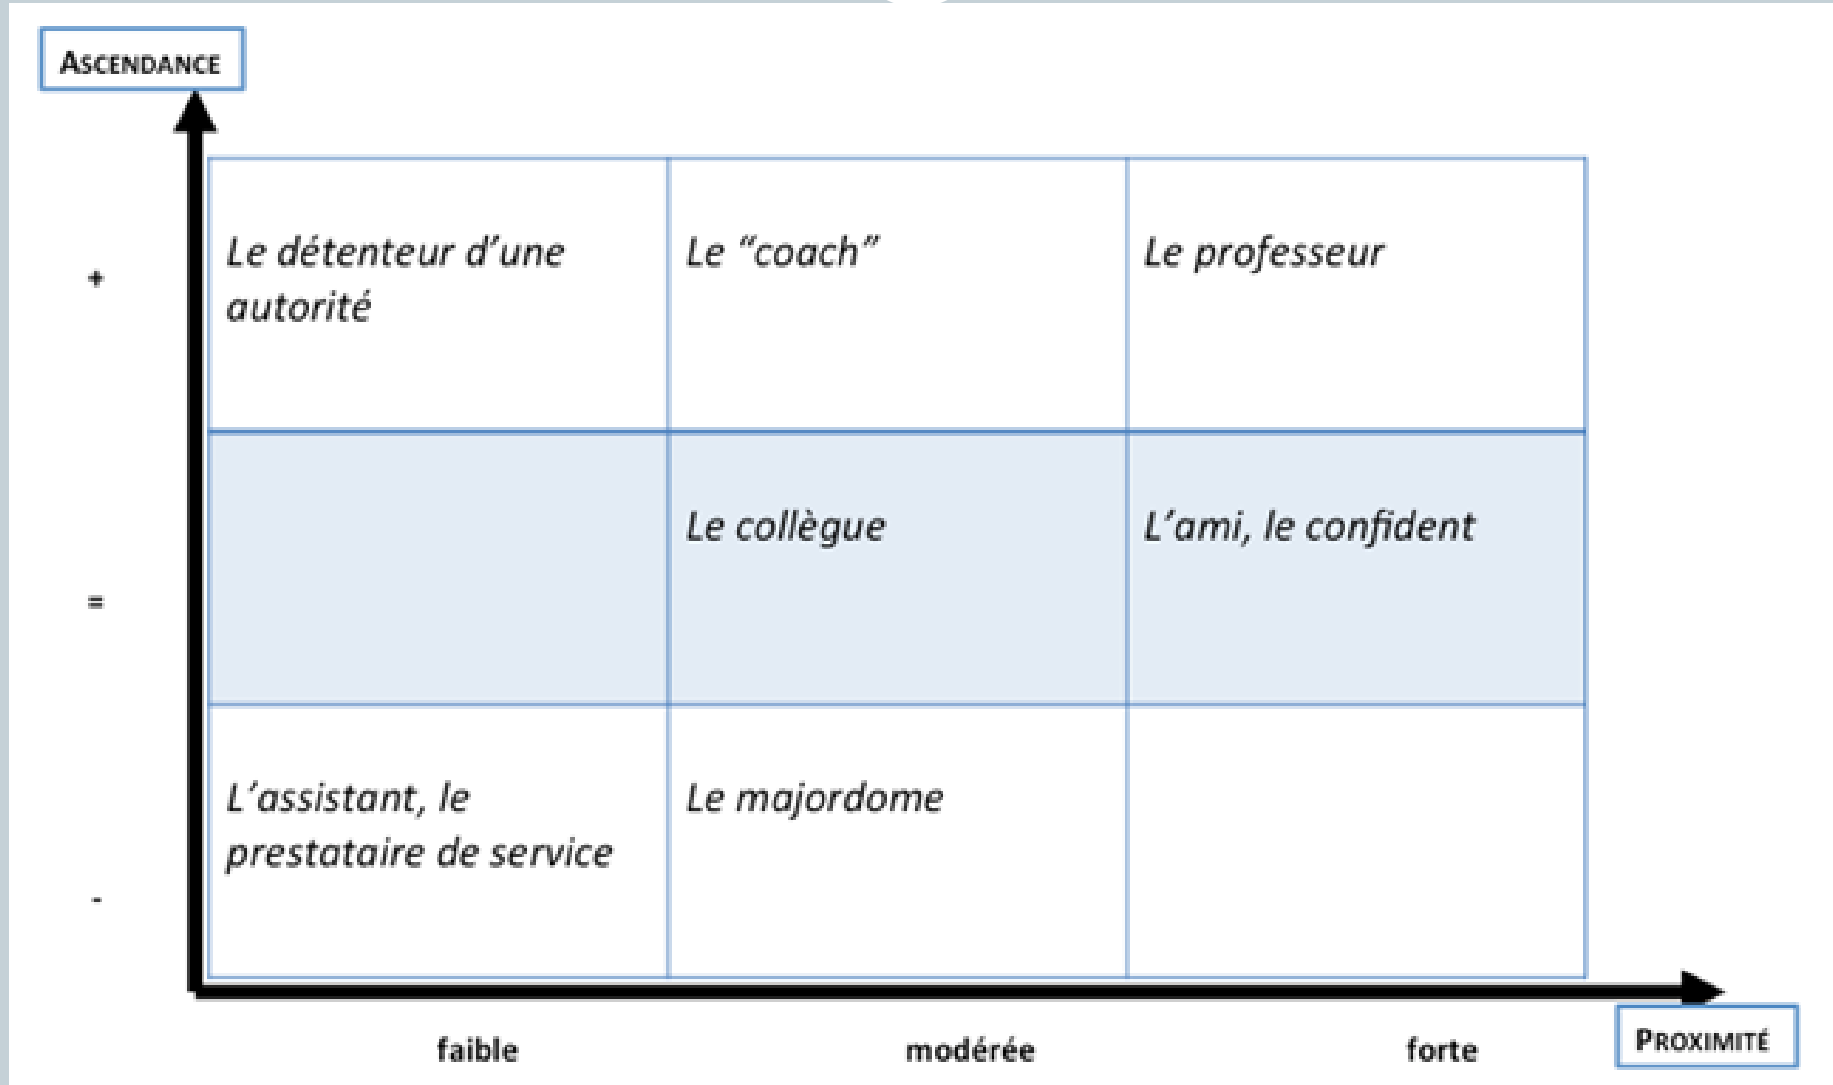 ASCENDANCE
+
Le détenteur d’une
autorité
Le “coach”
Le professeur
=
Le collègue
L’ami, le confident
-
L’assistant, le
prestataire de service
Le majordome
faible
modérée
forte
PROXIMITÉ